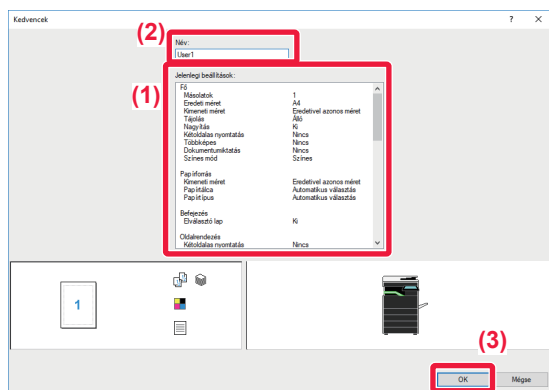 Kedvencek ? X
(2)
Név:
User1
(1)
Jelenlegi beállítások:
Fő
Másolatok 1
Eredeti méret A4
Kimeneti méret Eredetivel azonos méret
Tájolás Álló
Nagyítás Ki
Kétoldalas nyomtatás Nincs
Többképes Nincs
Dokumentumiktatás Nincs
Színes mód Színes
Papírforrás
Kimeneti méret Eredetivel azonos méret
Papírtálca Automatikus választás
Papírtípus Automatikus választás
Befejezés
Elválasztó lap Ki
Oldalrendezés
Kétoldalas nyomtatás Nincs
1
(3)
OK Mégse